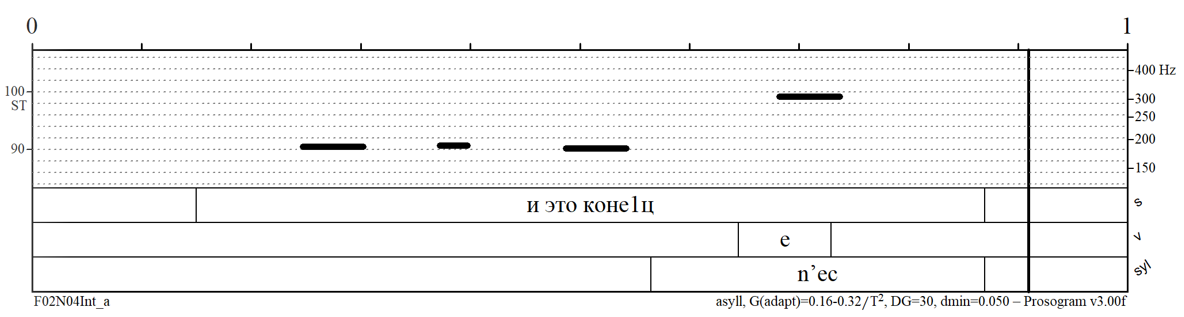 0 1
400 Hz
100
ST
300
250
200
90
150
и это коне1ц
s
e
v
n’ec
syl
F02N04Int_a asyll, G(adapt)=0.16-0.32/T², DG=30, dmin=0.050 – Prosogram v3.00f